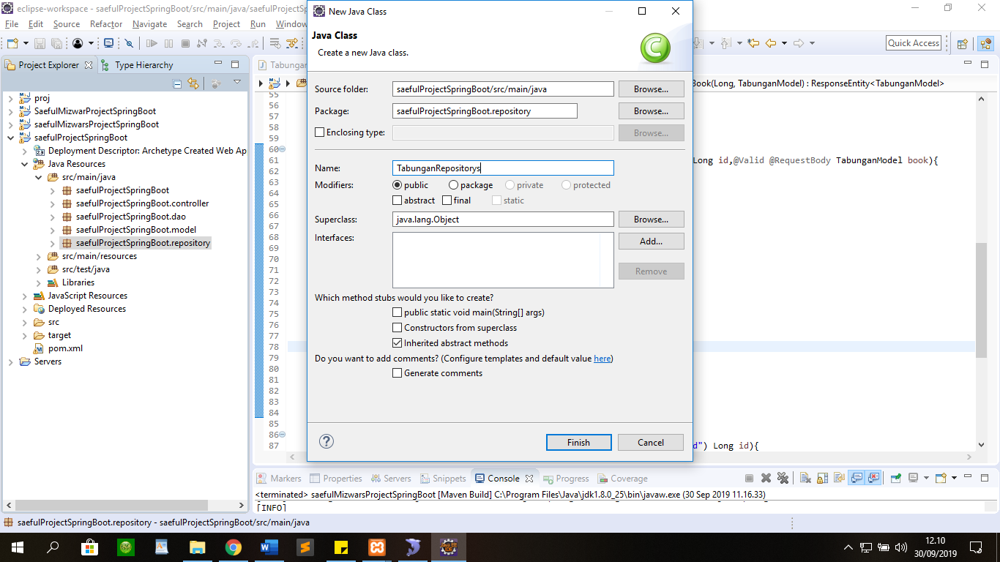 eclipse-workspace - saefulProjectSpringBoot/src/main/java/saefulProjectSpring
New Java Class
File Edit Source Refactor Navigate Search Project Run Window
Java Class
Create a new Java class.
Quick Access
Project Explorer
Type Hierarchy
Tabungan
Book(Long, TabunganModel) : ResponseEntity<TabunganModel>
proj
SaefulMizwarProjectSpringBoot
saefulMizwarsProjectSpringBoot
saefulProjectSpringBoot
Deployment Descriptor: Archetype Created Web Ap
Java Resources
src/main/java
saefulProjectSpringBoot
saefulProjectSpringBoot.controller
saefulProjectSpringBoot.dao
saefulProjectSpringBoot.model
saefulProjectSpringBoot.repository
src/main/resources
src/test/java
Libraries
JavaScript Resources
Deployed Resources
src
target
pom.xml
Servers
Source folder: saefulProjectSpringBoot/src/main/java Browse...
Package: saefulProjectSpringBoot.repository Browse...
Enclosing type: Browse...
Name: TabunganRepositorys
Modifiers: public package private protected
abstract final static
Superclass: java.lang.Object Browse...
Interfaces: Add...
Remove
Which method stubs would you like to create?
public static void main(String[] args)
Constructors from superclass
Inherited abstract methods
Do you want to add comments? (Configure templates and default value here)
Generate comments
Finish Cancel
55
56
57
58
59
60
61 Long id,@Valid @RequestBody TabunganModel book){
62
63
64
65
66
67
68
69
70
71
72
73
74
75
76
77
78
79
80
81
82
83
84
85
86
87 d") Long id){
Markers Properties Servers Snippets Console Progress Coverage
<terminated> saefulMizwarsProjectSpringBoot [Maven Build] C:\Program Files\Java\jdk1.8.0_25\bin\javaw.exe (30 Sep 2019 11.16.33)
[INFO]
saefulProjectSpringBoot.repository - saefulProjectSpringBoot/src/main/java
12.10
30/09/2019